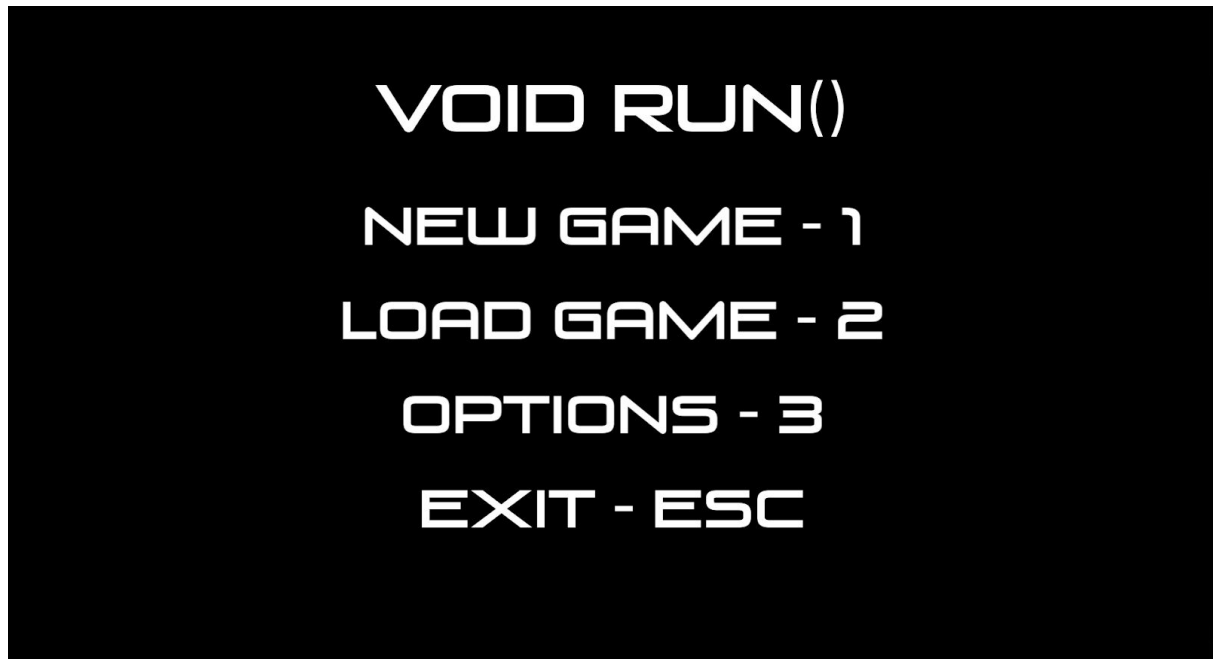 VOID RUN()
NEW GAME - 1
LOAD GAME - 2
OPTIONS - 3
EXIT - ESC